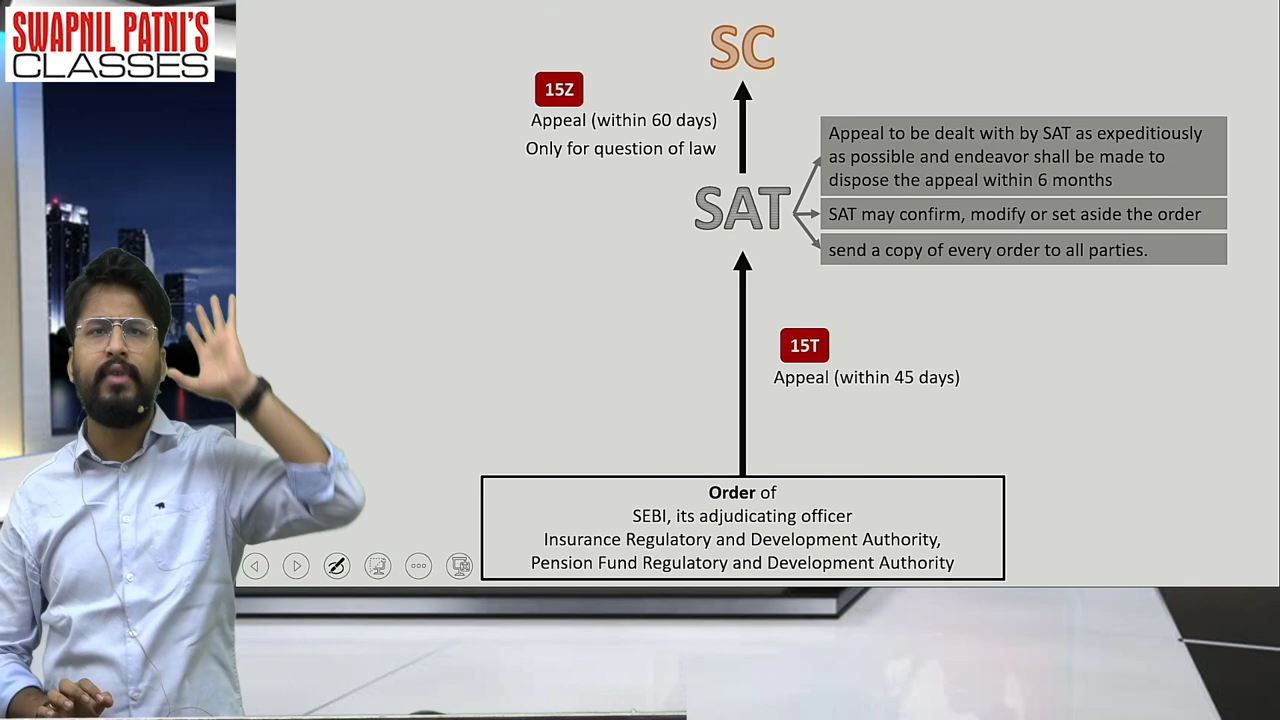 SWAPNIL PATNI'S
CLASSES
SC
15Z
Appeal (within 60 days)
Only for question of law
SAT
Appeal to be dealt with by SAT as expeditiously
as possible and endeavor shall be made to
dispose the appeal within 6 months
SAT may confirm, modify or set aside the order
send a copy of every order to all parties.
15T
Appeal (within 45 days)
Order of
SEBI, its adjudicating officer
Insurance Regulatory and Development Authority,
Pension Fund Regulatory and Development Authority